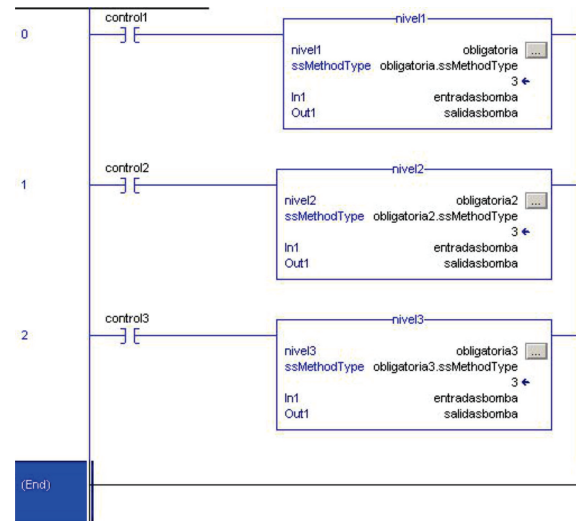 control1
nivel1
0
nivel1 obligatoria ...
ssMethodType obligatoria.ssMethodType
3
In1 entradasbomba
Out1 salidasbomba
control2
nivel2
1
nivel2 obligatoria2 ...
ssMethodType obligatoria2.ssMethodType
3
In1 entradasbomba
Out1 salidasbomba
control3
nivel3
2
nivel3 obligatoria3 ...
ssMethodType obligatoria3.ssMethodType
3
In1 entradasbomba
Out1 salidasbomba
(End)